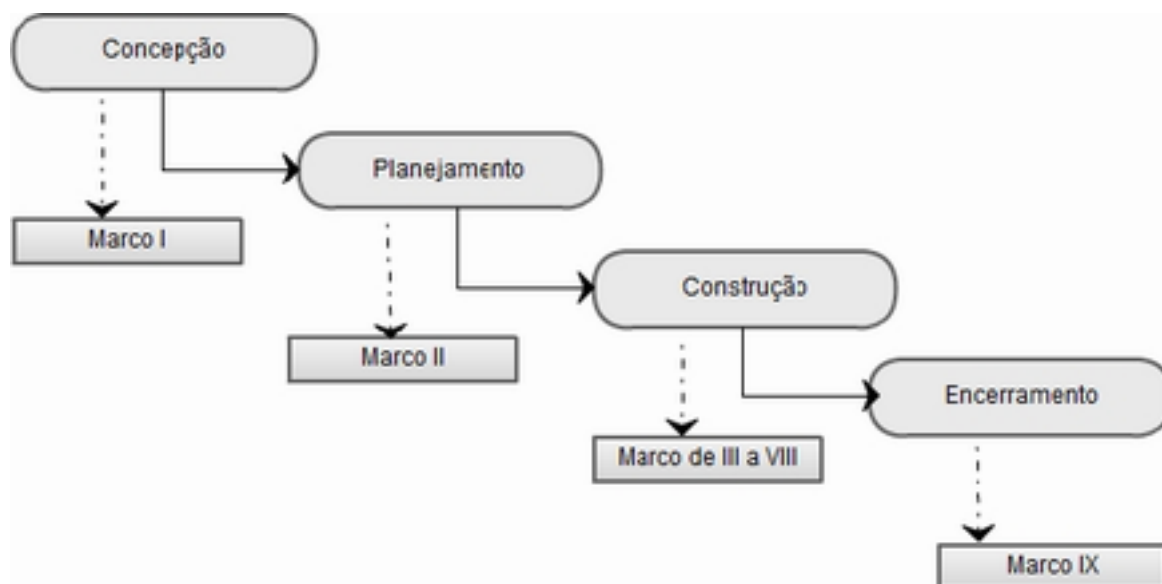 Concepção
Planejamento
Marco I
Construção
Marco II
Encerramento
Marco de III a VIII
Marco IX